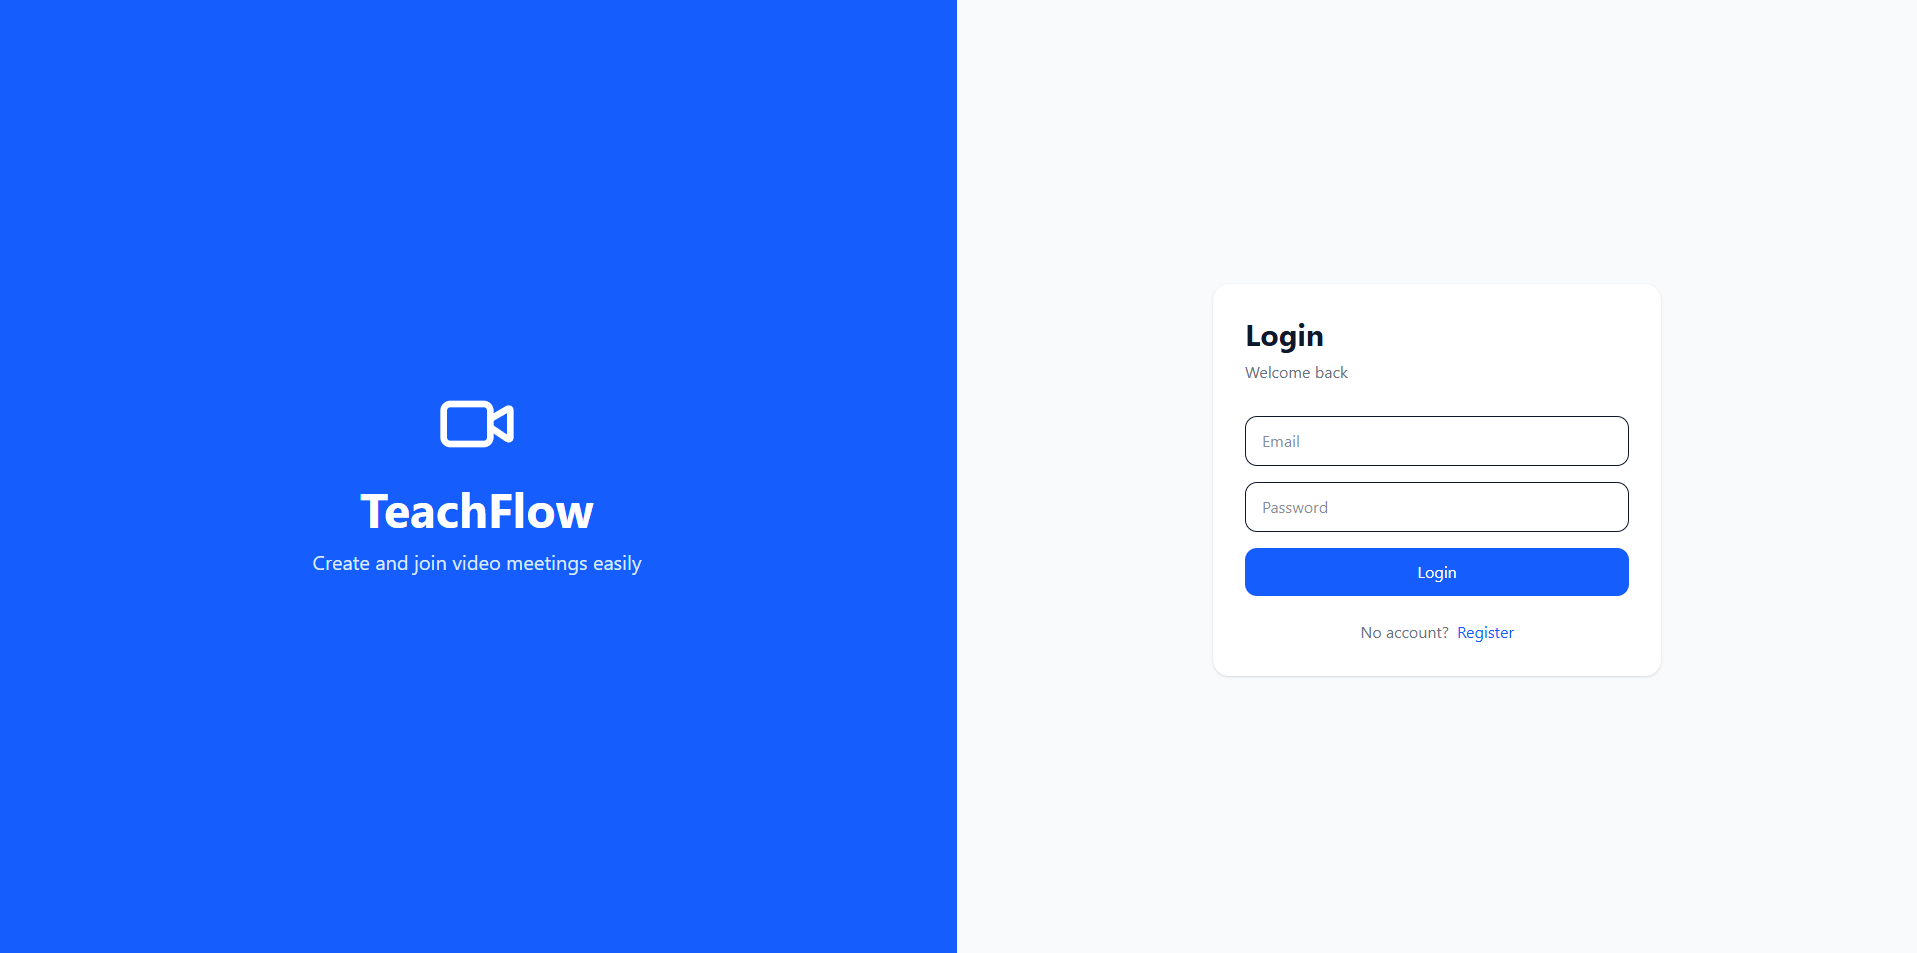 TeachFlow
Create and join video meetings easily
Login
Welcome back
Email
Password
Login
No account? Register